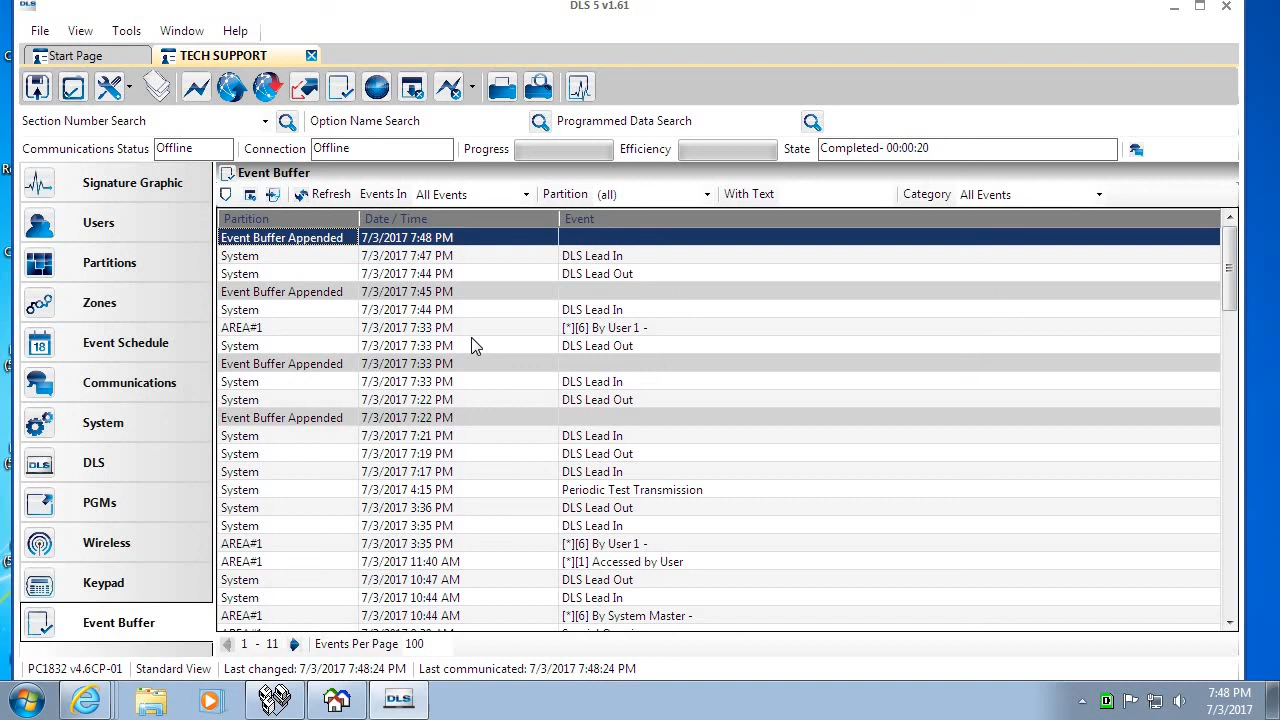 DLS
DLS 5 v1.61
File View Tools Window Help
Start Page TECH SUPPORT
Section Number Search Option Name Search Programmed Data Search
Communications Status Offline Connection Offline Progress Efficiency State Completed- 00:00:20
Signature Graphic
Users
Partitions
Zones
18 Event Schedule
Communications
System
DLS DLS
PGMs
Wireless
Keypad
Event Buffer
Event Buffer
Refresh Events In All Events Partition (all) With Text Category All Events
Partition Date / Time Event
Event Buffer Appended 7/3/2017 7:48 PM
System 7/3/2017 7:47 PM DLS Lead In
System 7/3/2017 7:44 PM DLS Lead Out
Event Buffer Appended 7/3/2017 7:45 PM
System 7/3/2017 7:44 PM DLS Lead In
AREA#1 7/3/2017 7:33 PM [*][6] By User 1 -
System 7/3/2017 7:33 PM DLS Lead Out
Event Buffer Appended 7/3/2017 7:33 PM
System 7/3/2017 7:33 PM DLS Lead In
System 7/3/2017 7:22 PM DLS Lead Out
Event Buffer Appended 7/3/2017 7:22 PM
System 7/3/2017 7:21 PM DLS Lead In
System 7/3/2017 7:19 PM DLS Lead Out
System 7/3/2017 7:17 PM DLS Lead In
System 7/3/2017 4:15 PM Periodic Test Transmission
System 7/3/2017 3:36 PM DLS Lead Out
System 7/3/2017 3:35 PM DLS Lead In
AREA#1 7/3/2017 3:35 PM [*][6] By User 1 -
AREA#1 7/3/2017 11:40 AM [*][1] Accessed by User
System 7/3/2017 10:47 AM DLS Lead Out
System 7/3/2017 10:44 AM DLS Lead In
AREA#1 7/3/2017 10:44 AM [*][6] By System Master -
1 - 11 Events Per Page 100
PC1832 v4.6CP-01 Standard View Last changed: 7/3/2017 7:48:24 PM Last communicated: 7/3/2017 7:48:24 PM
DLS
7:48 PM
7/3/2017